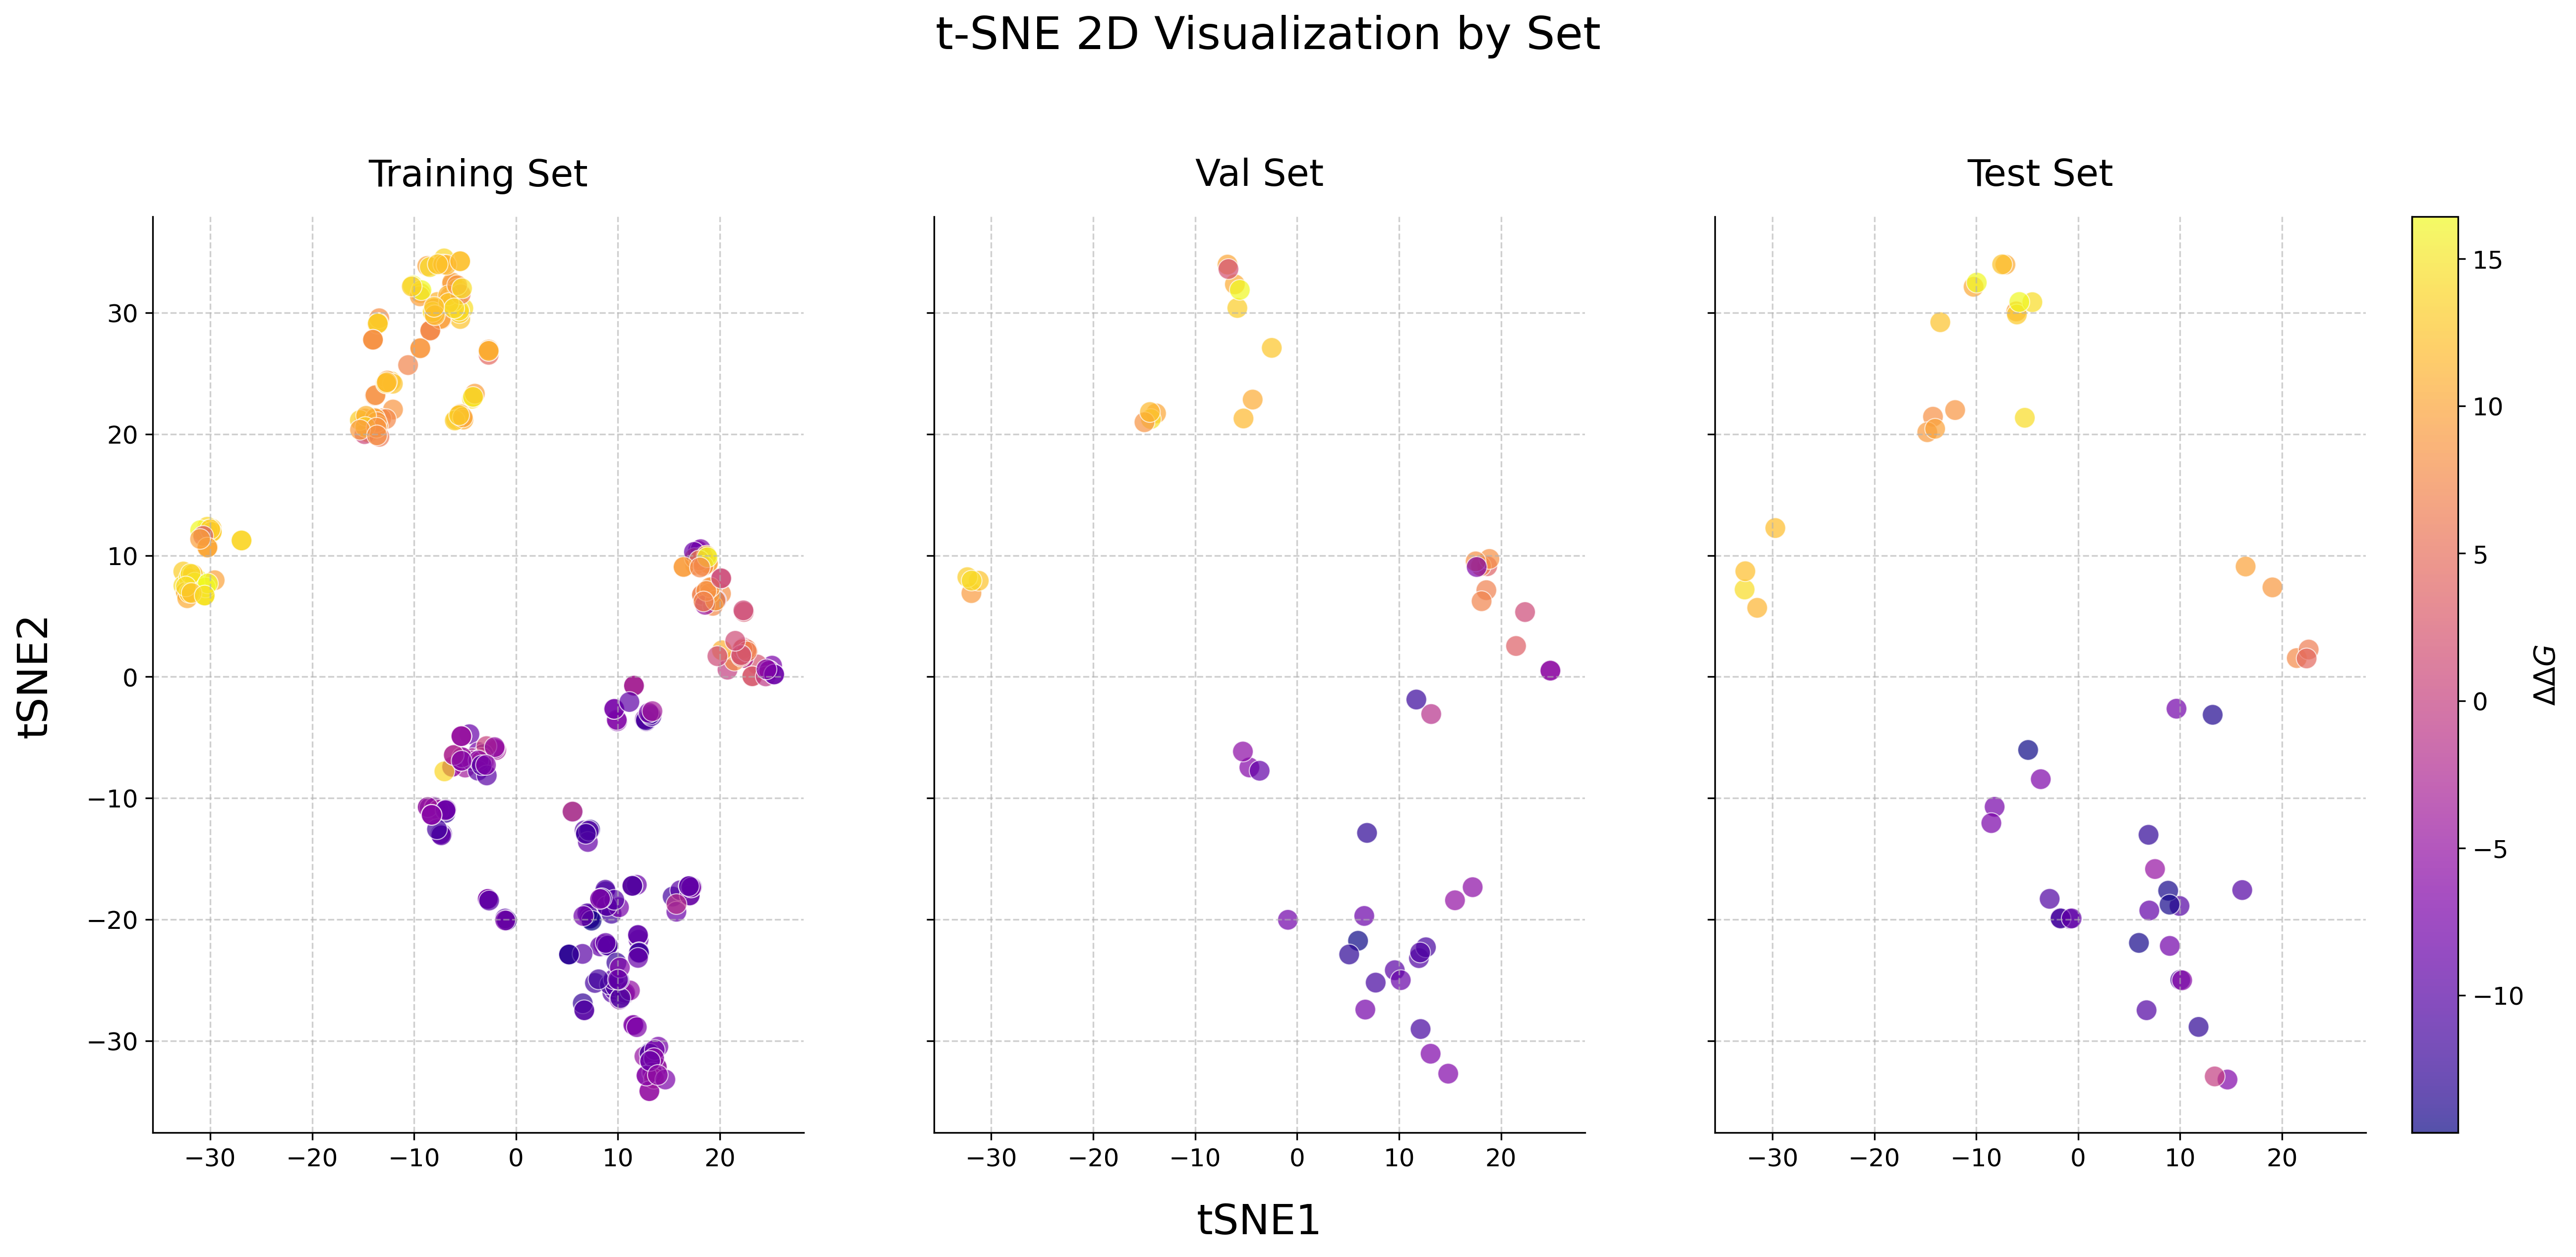 t-SNE 2D Visualization by Set
Training Set
Val Set
Test Set
tSNE2
30
20
10
0
−10
−20
−30
−30 −20 −10 0 10 20
−30 −20 −10 0 10 20
−30 −20 −10 0 10 20
tSNE1
15
10
5
0
−5
−10
ΔΔG